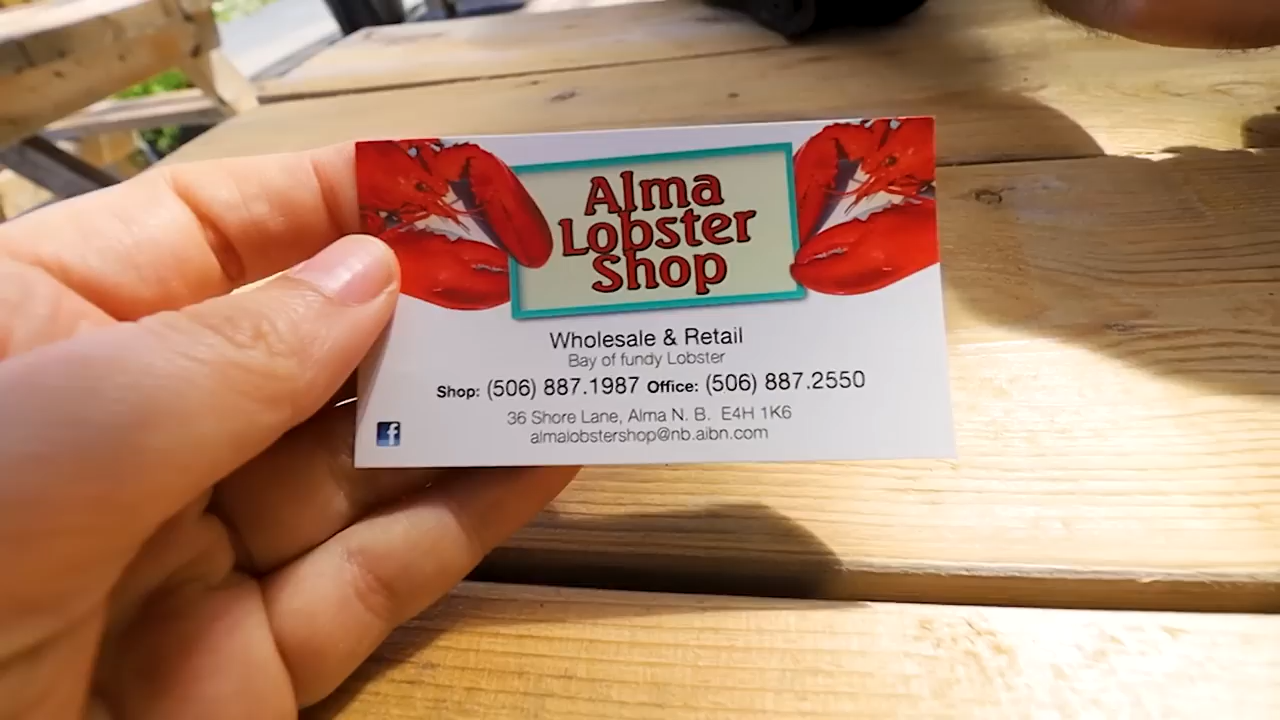 Alma
Lobster
Shop
Wholesale & Retail
Bay of fundy Lobster
Shop: (506) 887.1987 Office: (506) 887.2550
36 Shore Lane, Alma N. B. E4H 1K6
almalobstershop@nb.aibn.com
f